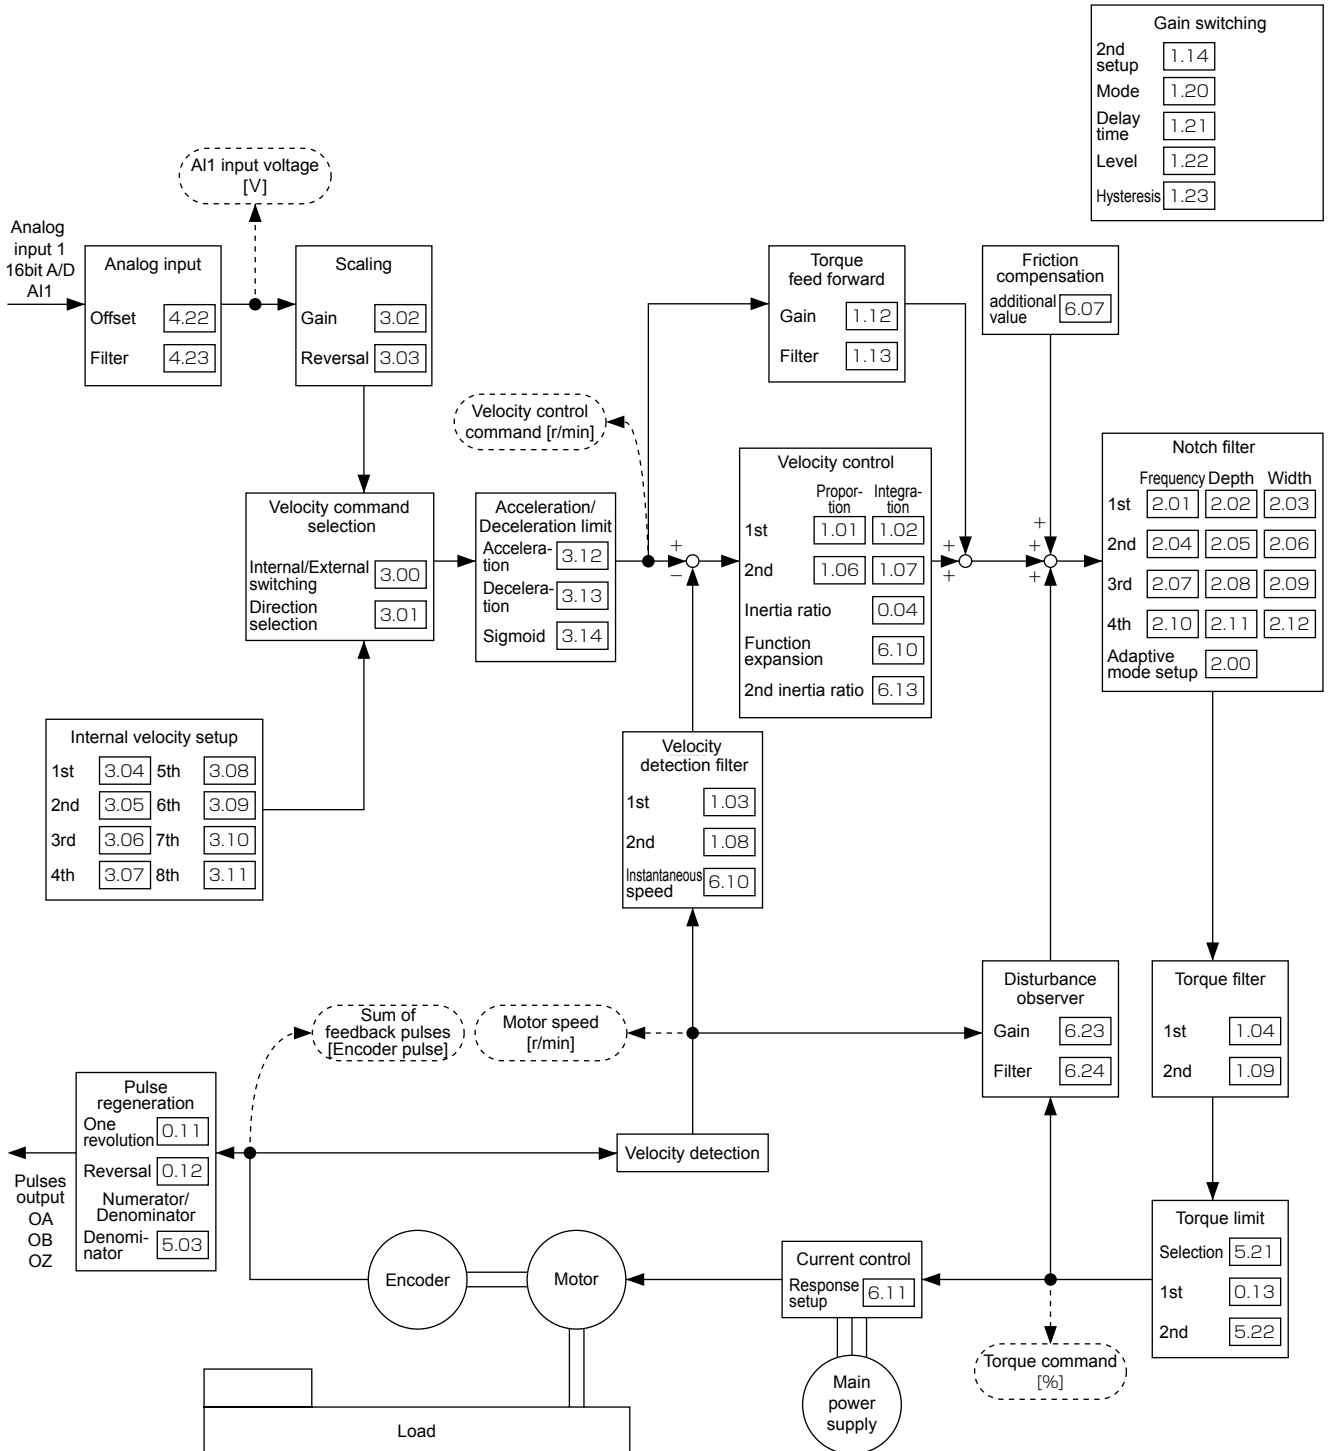 Gain switching
2nd
setup
1.14
Mode
1.20
Delay
time
1.21
Level
1.22
Hysteresis
1.23
AI1 input voltage
[V]
Analog
input 1
16bit A/D
AI1
Analog input
Offset
4.22
Filter
4.23
Scaling
Gain
3.02
Reversal
3.03
Torque
feed forward
Gain
1.12
Filter
1.13
Friction
compensation
additional
value
6.07
Velocity control
command [r/min]
Velocity command
selection
Internal/External
switching
3.00
Direction
selection
3.01
Acceleration/
Deceleration limit
Accelera-
tion
3.12
Decelera-
tion
3.13
Sigmoid
3.14
+
−
Velocity control
Propor-
tion
Integra-
tion
1st 1.01 1.02
2nd 1.06 1.07
Inertia ratio 0.04
Function
expansion
6.10
2nd inertia ratio 6.13
+
+
+
+
+
Notch filter
Frequency Depth Width
1st 2.01 2.02 2.03
2nd 2.04 2.05 2.06
3rd 2.07 2.08 2.09
4th 2.10 2.11 2.12
Adaptive
mode setup
2.00
Internal velocity setup
1st 3.04 5th 3.08
2nd 3.05 6th 3.09
3rd 3.06 7th 3.10
4th 3.07 8th 3.11
Velocity
detection filter
1st 1.03
2nd 1.08
Instantaneous
speed
6.10
Sum of
feedback pulses
[Encoder pulse]
Motor speed
[r/min]
Disturbance
observer
Gain 6.23
Filter 6.24
Torque filter
1st 1.04
2nd 1.09
Pulse
regeneration
One
revolution
0.11
Reversal 0.12
Numerator/
Denominator
Denomi-
nator
5.03
Pulses
output
OA
OB
OZ
Velocity detection
Encoder
Motor
Current control
Response
setup
6.11
Torque limit
Selection 5.21
1st 0.13
2nd 5.22
Torque command
[%]
Main
power
supply
Load